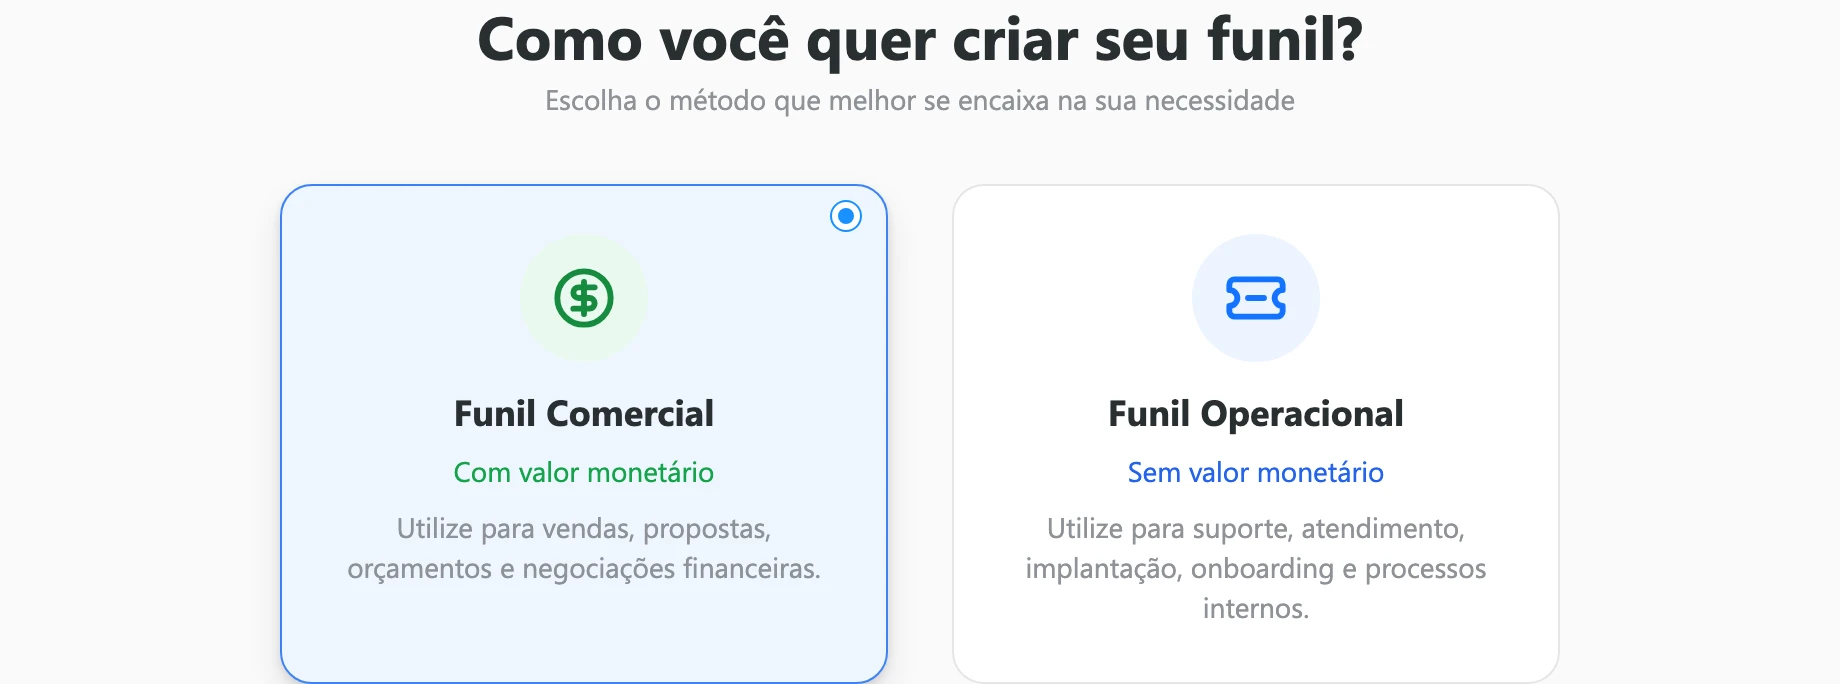 Como você quer criar seu funil?
Escolha o método que melhor se encaixa na sua necessidade
Funil Comercial
Com valor monetário
Utilize para vendas, propostas,
orçamentos e negociações financeiras.
Funil Operacional
Sem valor monetário
Utilize para suporte, atendimento,
implantação, onboarding e processos
internos.